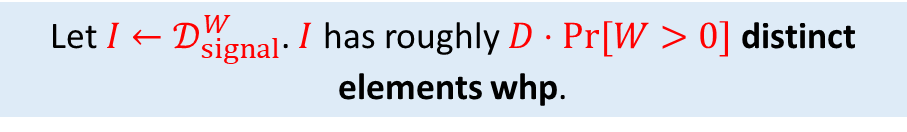 Let I ← 𝒟^W_signal. I has roughly D · Pr[W > 0] distinct
elements whp.